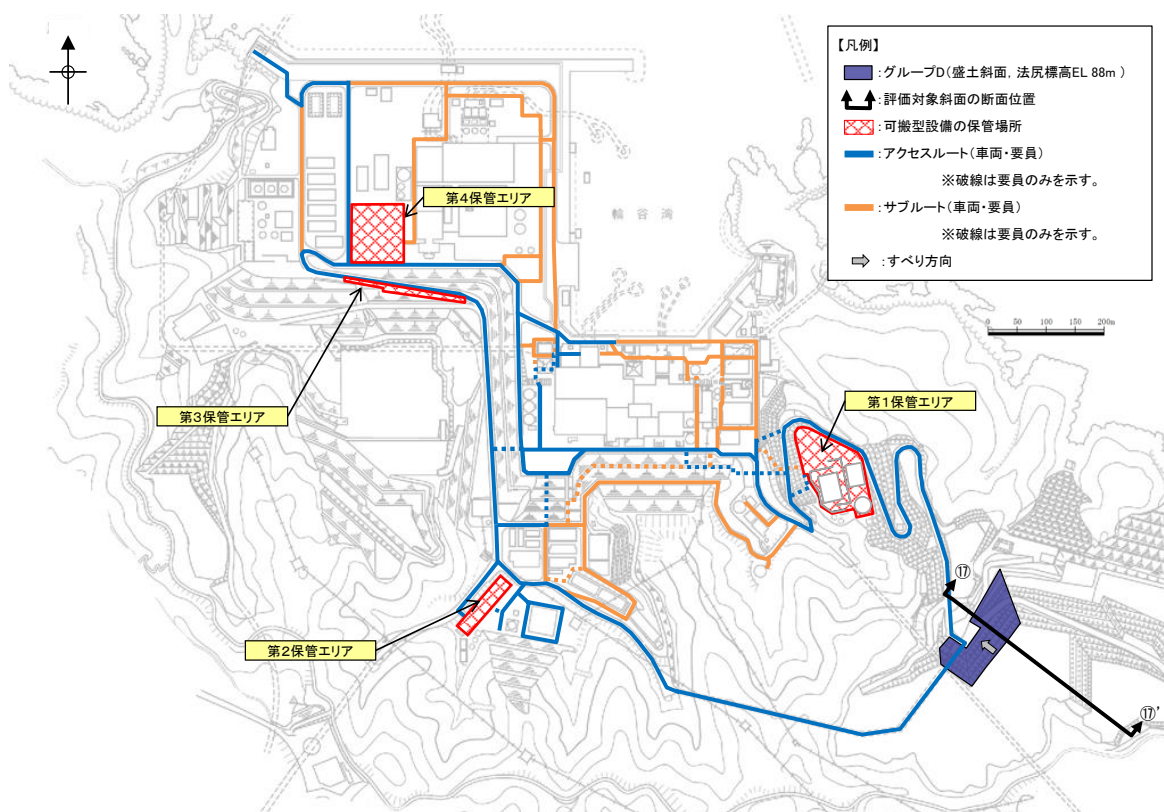 【凡例】
:グループD(盛土斜面, 法尻標高EL 88m )
:評価対象斜面の断面位置
:可搬型設備の保管場所
:アクセスルート(車両・要員)
※破線は要員のみを示す。
:サブルート(車両・要員)
※破線は要員のみを示す。
:すべり方向
第4保管エリア
輪谷湾
0 50 100 150 200m
第3保管エリア
第1保管エリア
⑰
第2保管エリア
⑰'